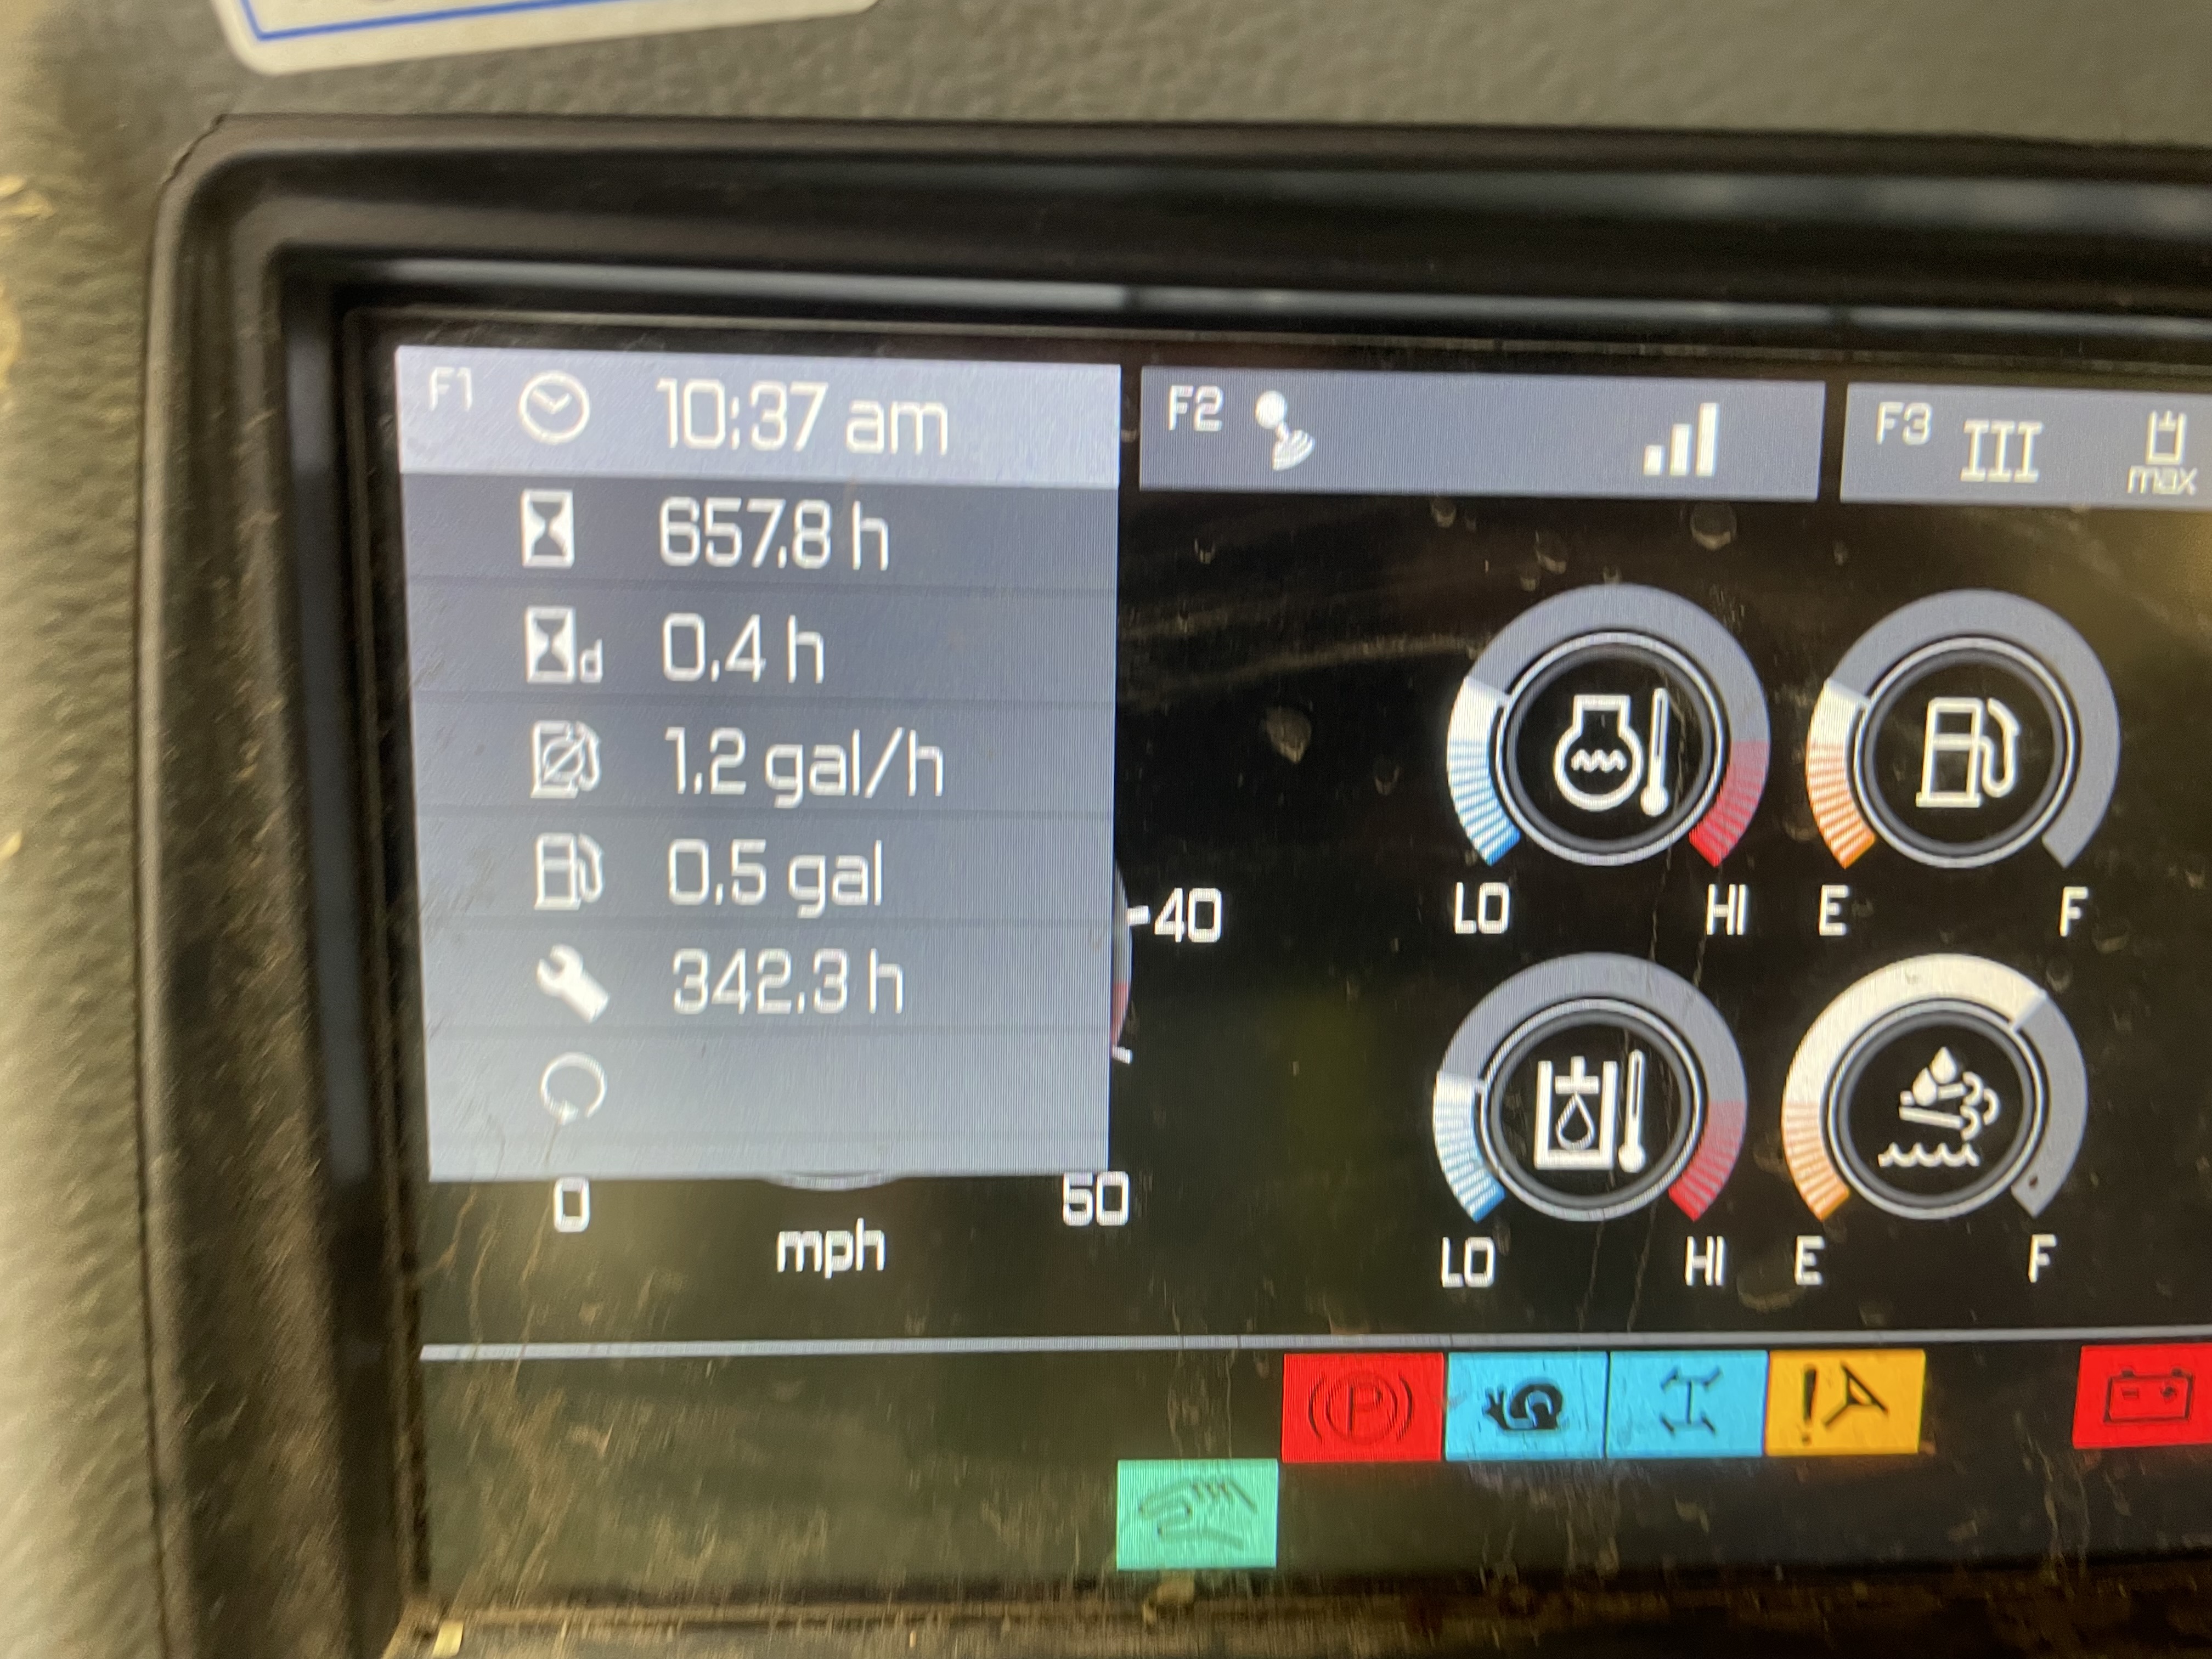 F1 10:37 am
F2
F3 III max
657.8 h
d 0.4 h
1.2 gal/h
0.5 gal
342.3 h
40
0 50
mph
LO HI E F
LO HI E F
P